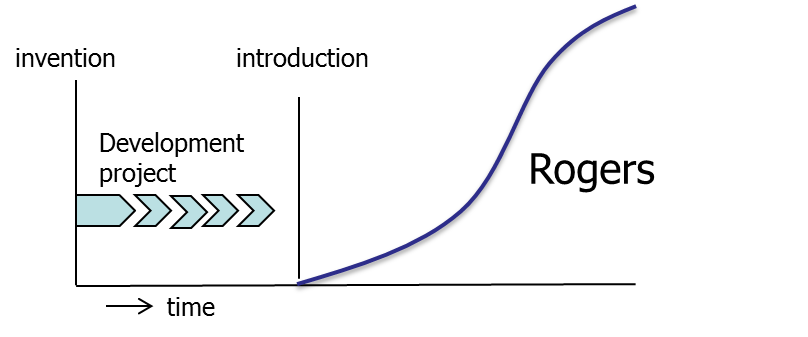 invention
introduction
Development
project
Rogers
time